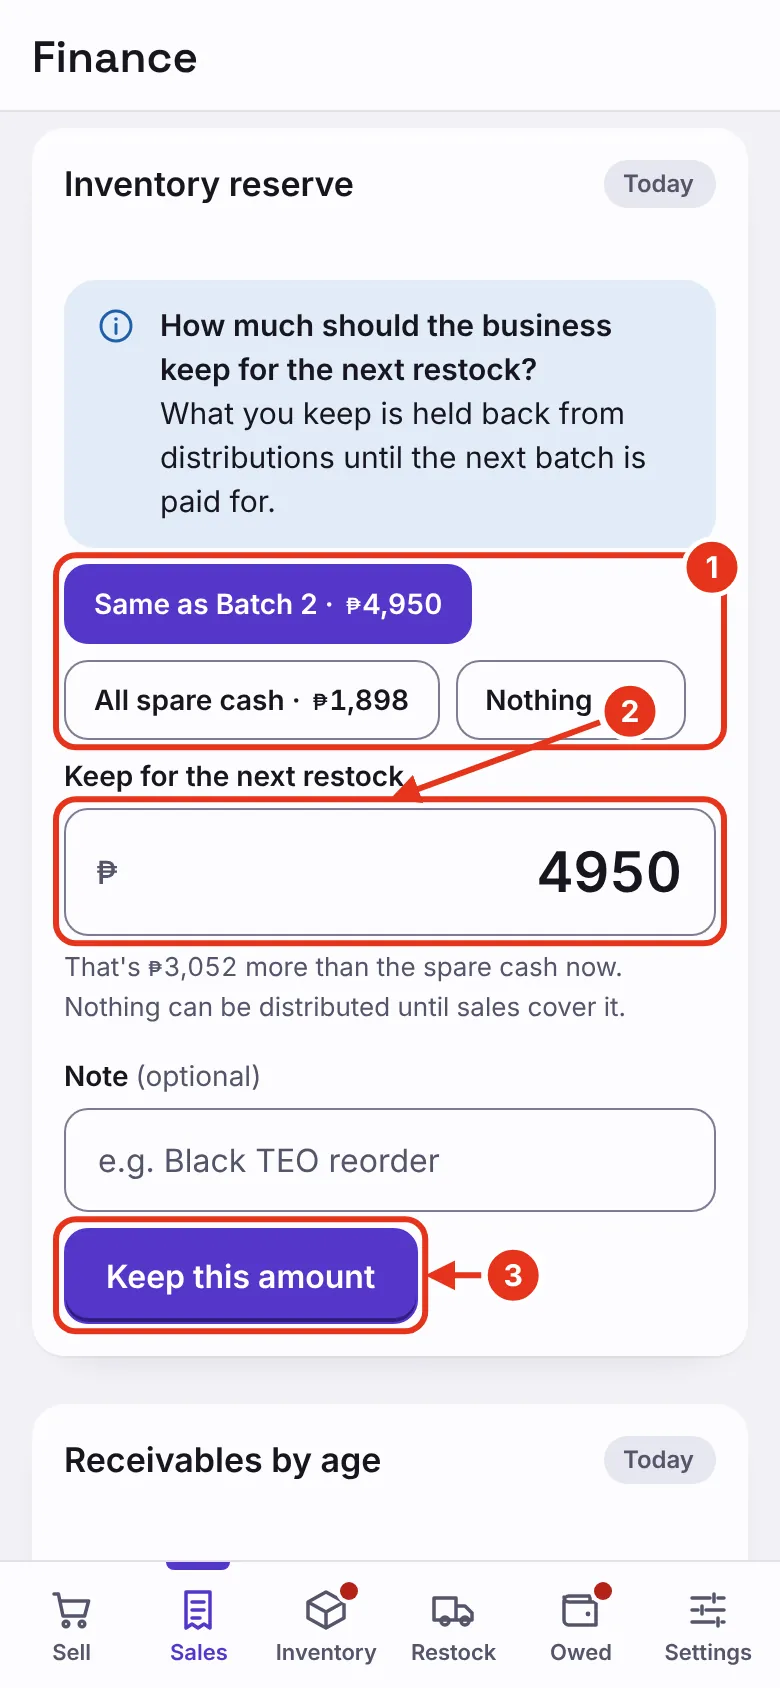 Finance
Inventory reserve
Today
How much should the business
keep for the next restock?
What you keep is held back from
distributions until the next batch is
paid for.
1
Same as Batch 2 · ₱4,950
All spare cash · ₱1,898
Nothing
2
Keep for the next restock
₱
4950
That's ₱3,052 more than the spare cash now.
Nothing can be distributed until sales cover it.
Note (optional)
e.g. Black TEO reorder
Keep this amount
3
Receivables by age
Today
Sell
Sales
Inventory
Restock
Owed
Settings